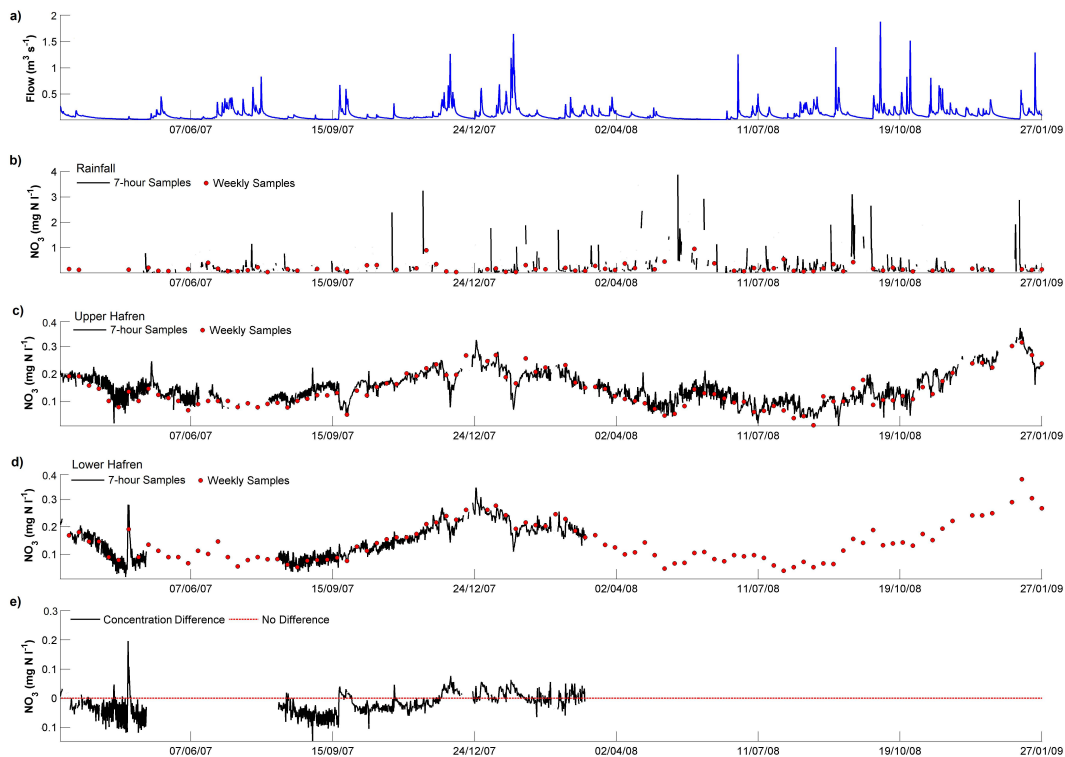 a)
Flow (m³ s⁻¹)
2
1.5
1
0.5
07/06/07 15/09/07 24/12/07 02/04/08 11/07/08 19/10/08 27/01/09
b)
Rainfall
7-hour Samples Weekly Samples
NO₃ (mg N l⁻¹)
4
3
2
1
07/06/07 15/09/07 24/12/07 02/04/08 11/07/08 19/10/08 27/01/09
c)
Upper Hafren
7-hour Samples Weekly Samples
NO₃ (mg N l⁻¹)
0.4
0.3
0.2
0.1
07/06/07 15/09/07 24/12/07 02/04/08 11/07/08 19/10/08 27/01/09
d)
Lower Hafren
7-hour Samples Weekly Samples
NO₃ (mg N l⁻¹)
0.4
0.3
0.2
0.1
07/06/07 15/09/07 24/12/07 02/04/08 11/07/08 19/10/08 27/01/09
e)
Concentration Difference No Difference
NO₃ (mg N l⁻¹)
0.3
0.2
0.1
0
0.1
07/06/07 15/09/07 24/12/07 02/04/08 11/07/08 19/10/08 27/01/09